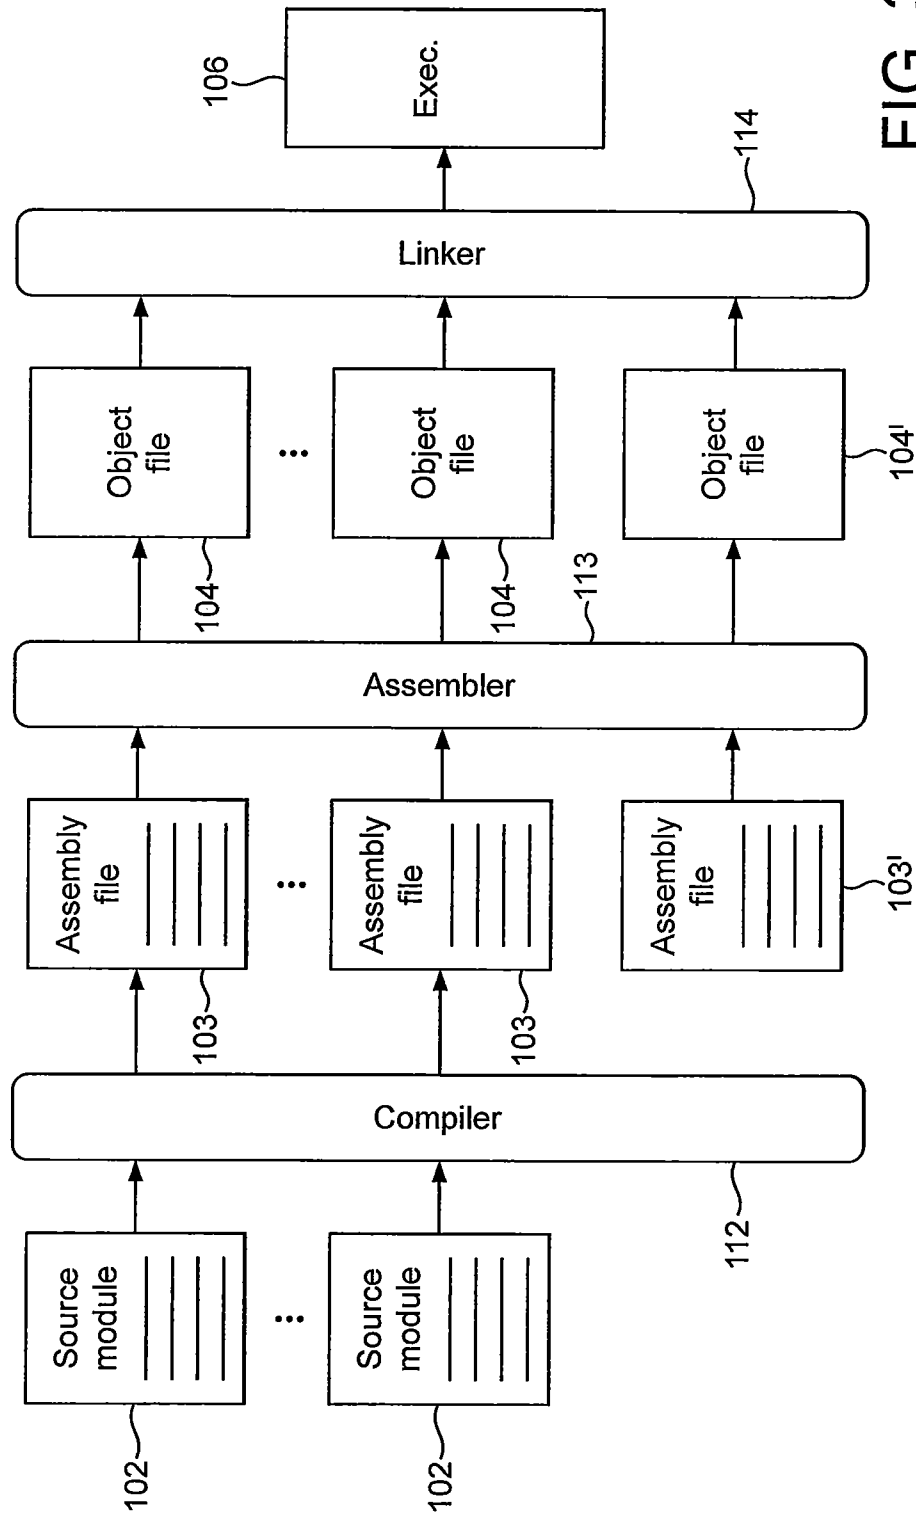 Source
module
102
Source
module
102
Compiler
112
Assembly
file
103
Assembly
file
103
Assembly
file
103'
Assembler
113
Object
file
104
Object
file
104
Object
file
104'
Linker
114
Exec.
106
FIG.